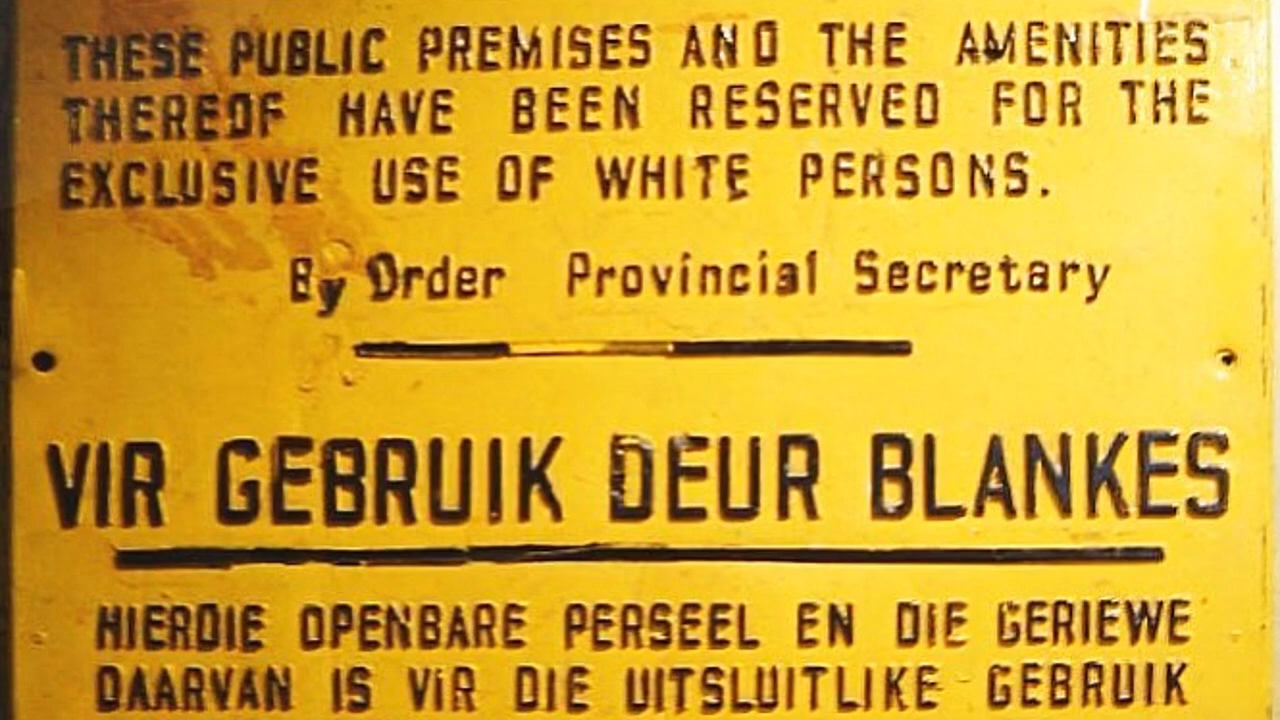 THESE PUBLIC PREMISES AND THE AMENITIES
THEREOF HAVE BEEN RESERVED FOR THE
EXCLUSIVE USE OF WHITE PERSONS.
By Order Provincial Secretary
VIR GEBRUIK DEUR BLANKES
HIERDIE OPENBARE PERSEEL EN DIE GERIEWE
DAARVAN IS VIR DIE UITSLUITLIKE GEBRUIK